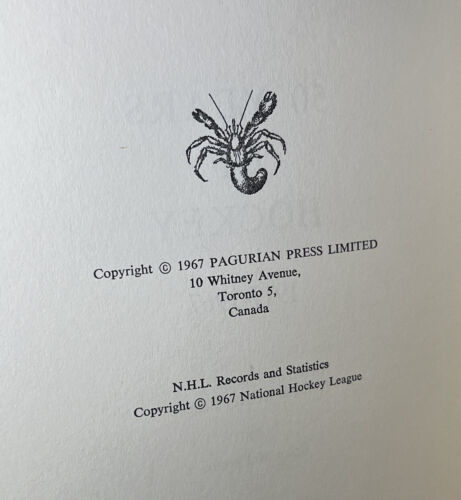 Copyright © 1967 PAGURIAN PRESS LIMITED
10 Whitney Avenue,
Toronto 5,
Canada
N.H.L. Records and Statistics
Copyright © 1967 National Hockey League